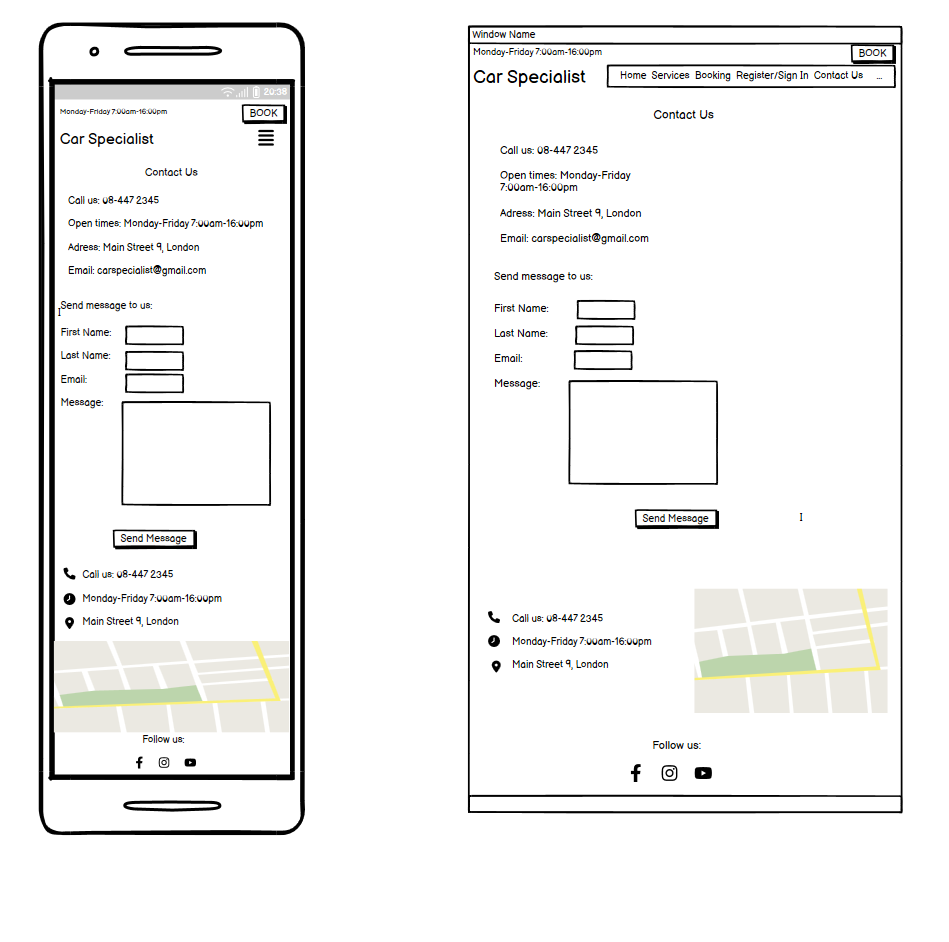 20:38
Monday-Friday 7:00am-16:00pm
BOOK
Car Specialist
Contact Us
Call us: 08-447 2345
Open times: Monday-Friday 7:00am-16:00pm
Adress: Main Street 9, London
Email: carspecialist@gmail.com
Send message to us:
First Name:
Last Name:
Email:
Message:
Send Message
Call us: 08-447 2345
Monday-Friday 7:00am-16:00pm
Main Street 9, London
Follow us:
Window Name
Monday-Friday 7:00am-16:00pm
BOOK
Car Specialist
Home Services Booking Register/Sign In Contact Us ...
Contact Us
Call us: 08-447 2345
Open times: Monday-Friday
7:00am-16:00pm
Adress: Main Street 9, London
Email: carspecialist@gmail.com
Send message to us:
First Name:
Last Name:
Email:
Message:
Send Message
Call us: 08-447 2345
Monday-Friday 7:00am-16:00pm
Main Street 9, London
Follow us: